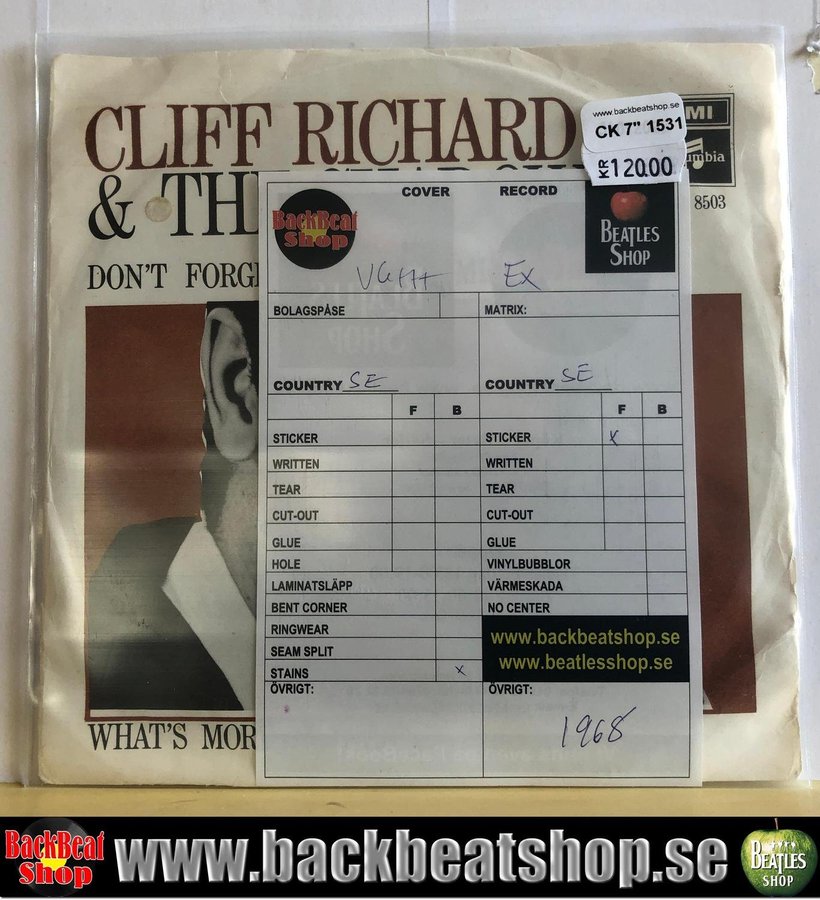 CLIFF RICHARD
www.backbeatshop.se
CK 7" 1531
KR 120.00
MI
umbia
8503
& TH
DON'T FORG
COVER RECORD
BackBeat Shop
BEATLES SHOP
VG+++ EX
BOLAGSPÅSE MATRIX:
COUNTRY SE COUNTRY SE
F B F B
STICKER STICKER x
WRITTEN WRITTEN
TEAR TEAR
CUT-OUT CUT-OUT
GLUE GLUE
HOLE VINYLBUBBLOR
LAMINATSLÄPP VÄRMESKADA
BENT CORNER NO CENTER
RINGWEAR
www.backbeatshop.se
SEAM SPLIT
www.beatlesshop.se
STAINS x
ÖVRIGT: ÖVRIGT:
1968
WHAT'S MOR
BackBeat Shop
www.backbeatshop.se
BEATLES SHOP